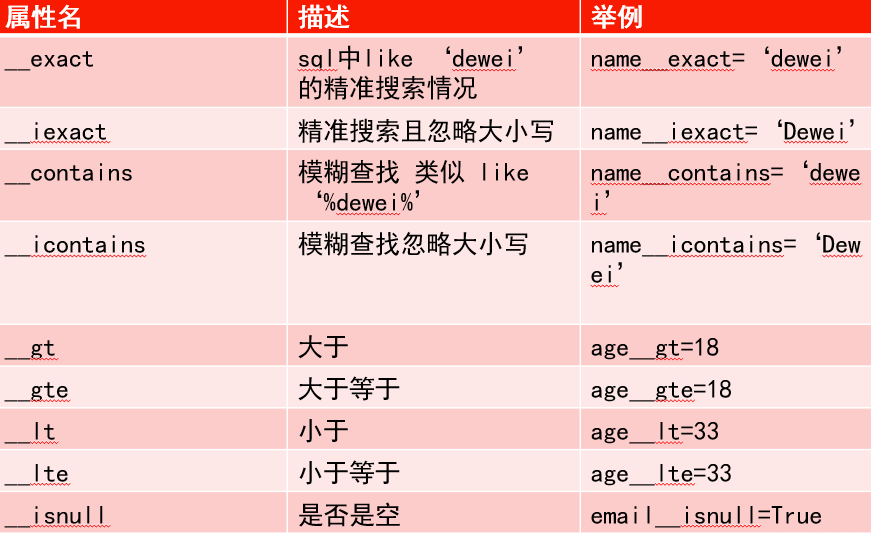 属性名 描述 举例
__exact
sql中like ‘dewei’
的精准搜索情况
name__exact=‘dewei’
__iexact 精准搜索且忽略大小写 name__iexact=‘Dewei’
__contains
模糊查找 类似 like
‘%dewei%’
name__contains=‘dewe
i’
__icontains 模糊查找忽略大小写
name__icontains=‘Dew
ei’
__gt 大于 age__gt=18
__gte 大于等于 age__gte=18
__lt 小于 age__lt=33
__lte 小于等于 age__lte=33
__isnull 是否是空 email__isnull=True